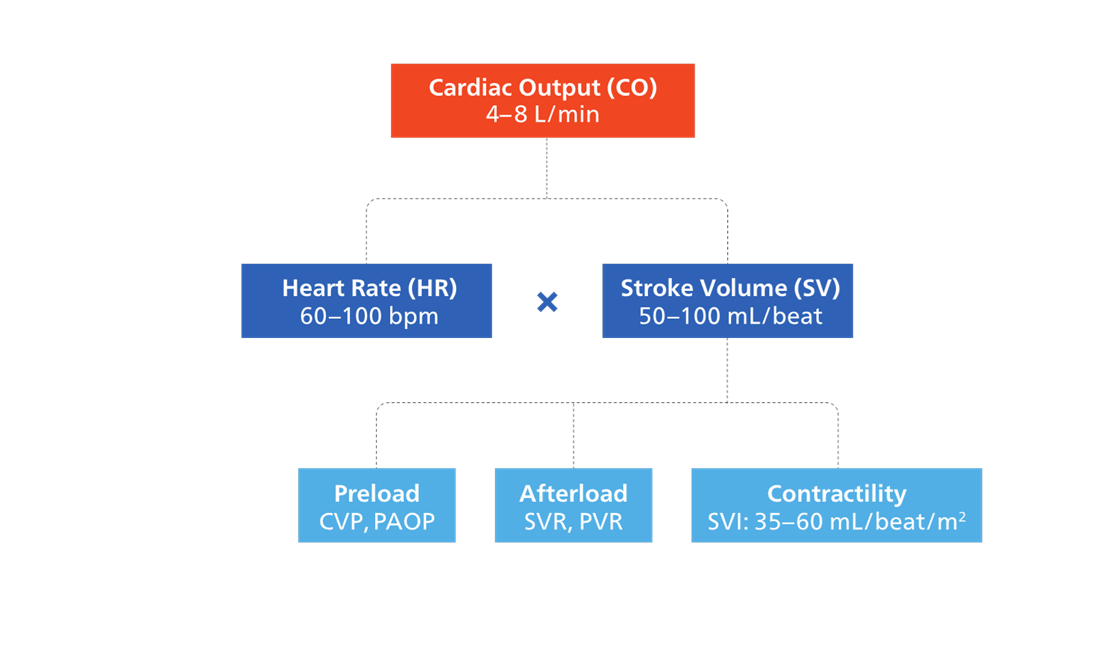 Cardiac Output (CO)
4–8 L/min
Heart Rate (HR)
60–100 bpm
×
Stroke Volume (SV)
50–100 mL/beat
Preload
CVP, PAOP
Afterload
SVR, PVR
Contractility
SVI: 35–60 mL/beat/m²